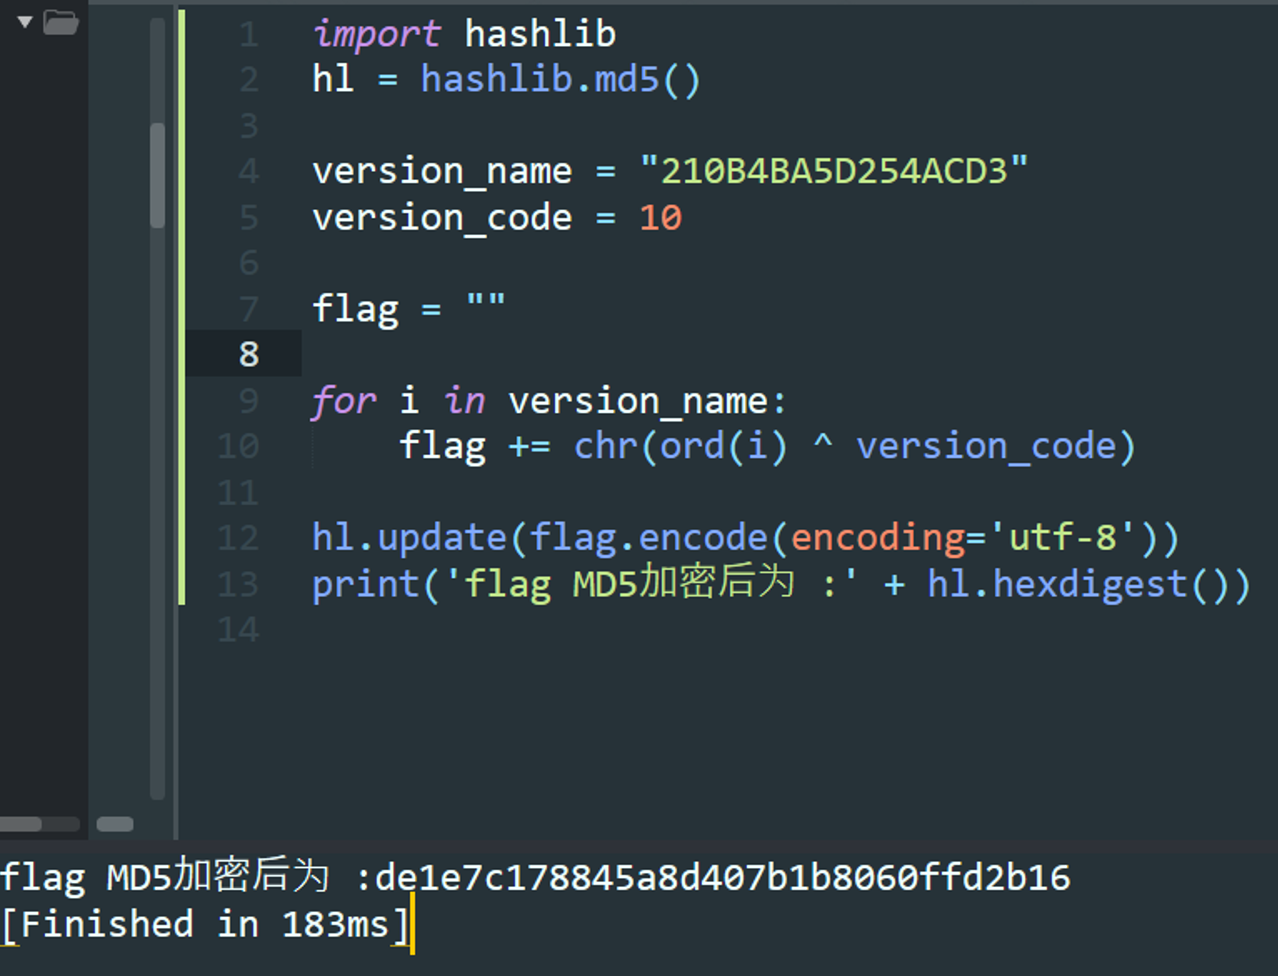 1 import hashlib
2 hl = hashlib.md5()
3
4 version_name = "210B4BA5D254ACD3"
5 version_code = 10
6
7 flag = ""
8
9 for i in version_name:
10     flag += chr(ord(i) ^ version_code)
11
12 hl.update(flag.encode(encoding='utf-8'))
13 print('flag MD5加密后为 :' + hl.hexdigest())
14
flag MD5加密后为 :de1e7c178845a8d407b1b8060ffd2b16
[Finished in 183ms]